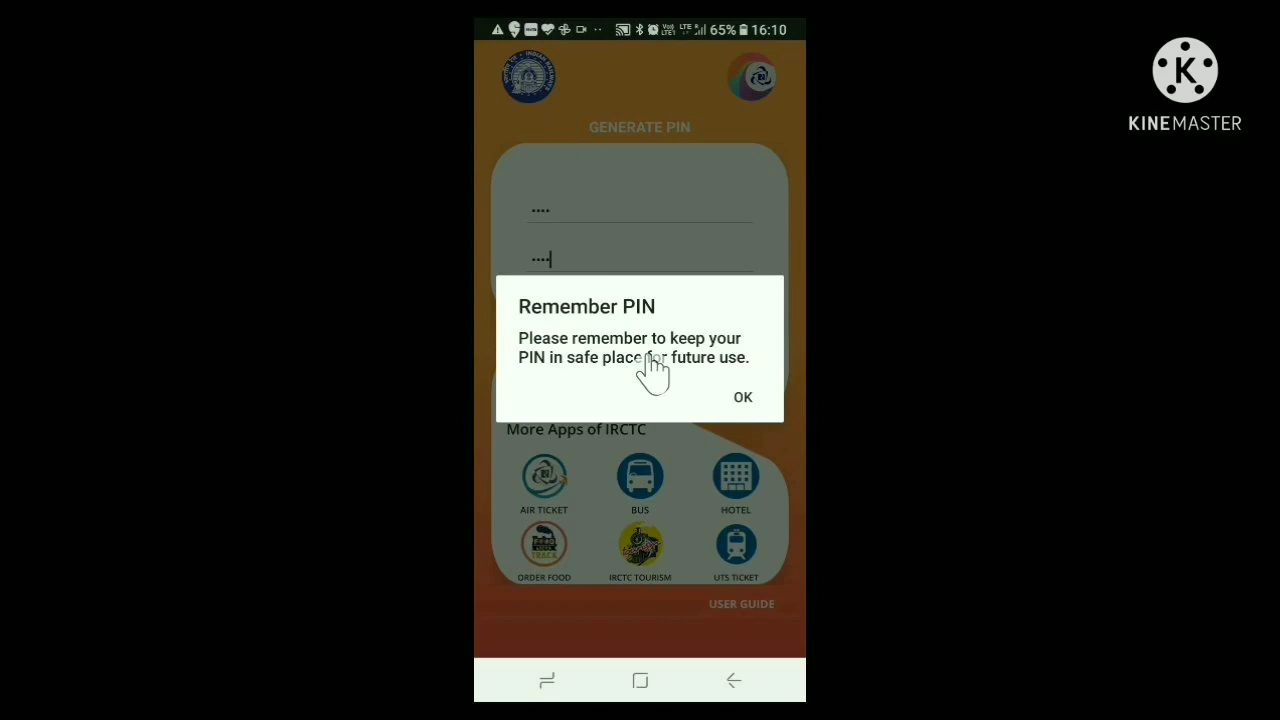 65% 16:10
KINEMASTER
GENERATE PIN
Remember PIN
Please remember to keep your
PIN in safe place for future use.
OK
More Apps of IRCTC
AIR TICKET BUS HOTEL
ORDER FOOD IRCTC TOURISM UTS TICKET
USER GUIDE